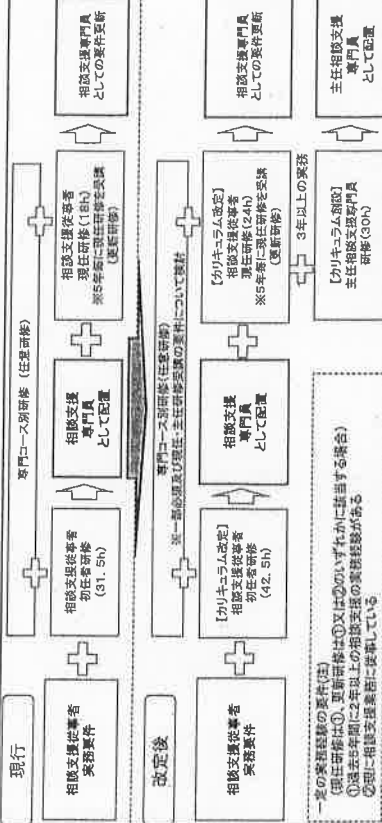 現行
専門コース別研修（任意研修）
相談支援従事者
実務要件
相談支援従事者
初任者研修
(31. 5h)
相談支援
専門員
として配置
相談支援従事者
現任研修(18h)
※5年毎に現任研修を受講
(更新研修)
相談支援専門員
としての要件更新
改定後
専門コース別研修(任意研修)
※一部必須及び現任・主任研修受講の要件について検討
相談支援従事者
実務要件
【カリキュラム改定】
相談支援従事者
初任者研修
(42. 5h)
相談支援
専門員
として配置
【カリキュラム改定】
相談支援従事者
現任研修(24h)
※5年毎に現任研修を受講
(更新研修)
相談支援専門員
としての要件更新
3年以上の実務
【カリキュラム創設】
主任相談支援専門員
研修(30h)
主任相談支援
専門員
として配置
一定の実務経験の要件(注)
(現任研修は①、更新研修は①又は②のいずれかに該当する場合)
①過去5年間に2年以上の相談支援の実務経験がある
②現に相談支援業務に従事している